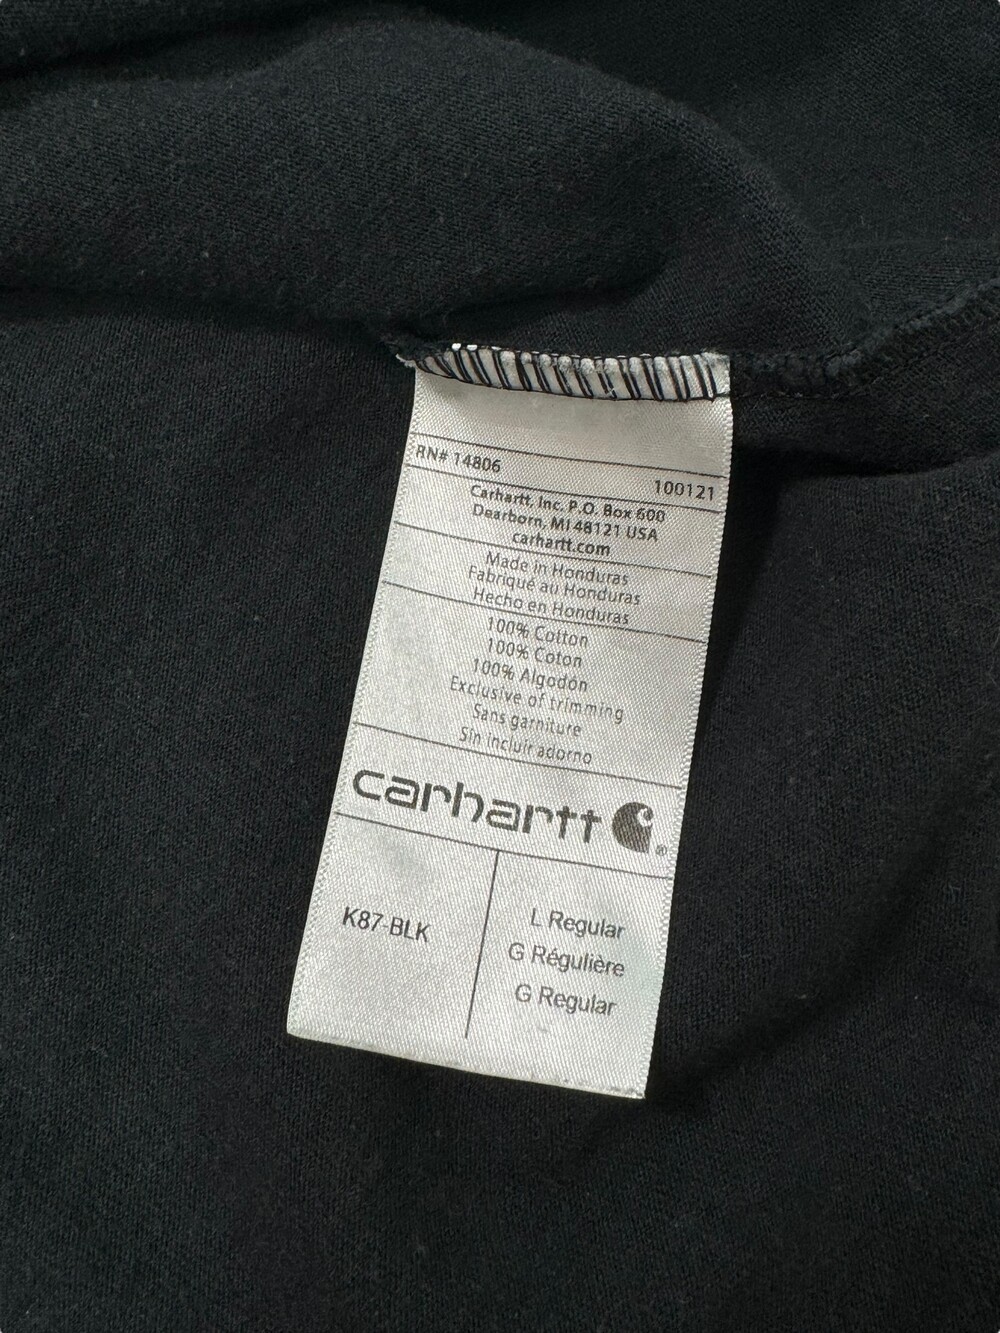 RN# 14806
100121
Carhartt, Inc. P.O. Box 600
Dearborn, MI 48121 USA
carhartt.com
Made in Honduras
Fabriqué au Honduras
Hecho en Honduras
100% Cotton
100% Coton
100% Algodón
Exclusive of trimming
Sans garniture
Sin incluir adorno
carhartt ®
K87-BLK
L Regular
G Régulière
G Regular